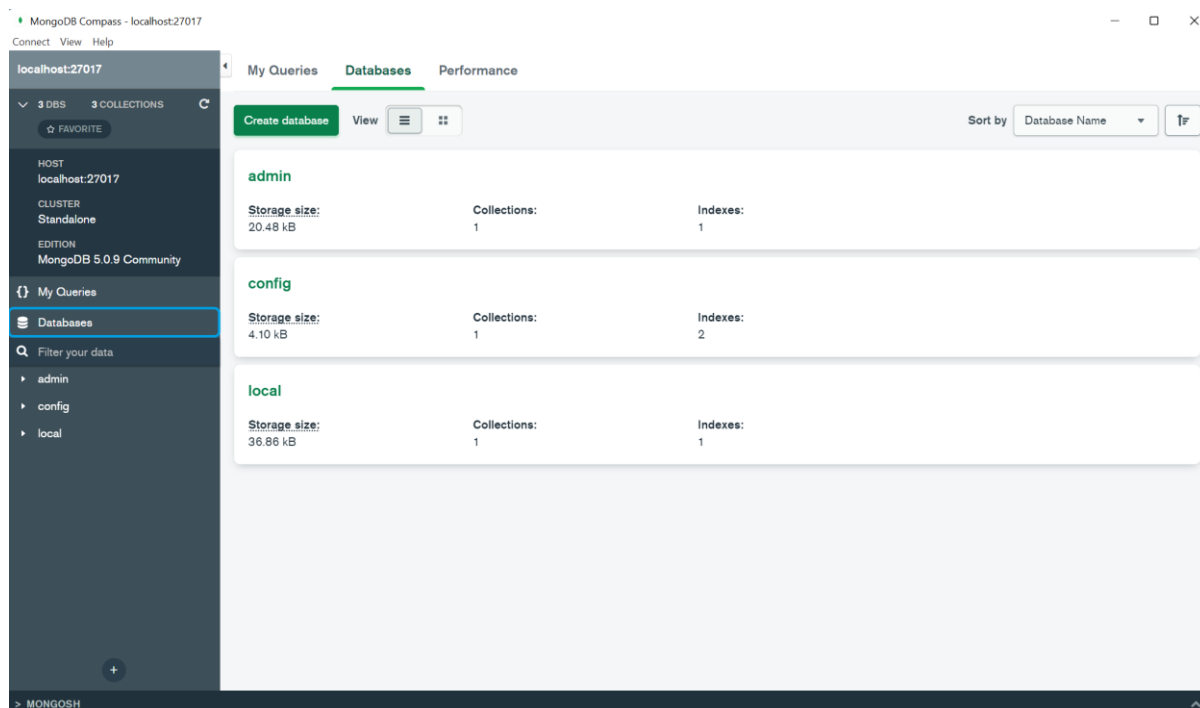 MongoDB Compass - localhost:27017
Connect View Help
localhost:27017
3 DBS 3 COLLECTIONS
FAVORITE
HOST
localhost:27017
CLUSTER
Standalone
EDITION
MongoDB 5.0.9 Community
{} My Queries
Databases
Filter your data
admin
config
local
+
> MONGOSH
My Queries Databases Performance
Create database View Sort by Database Name
admin
Storage size: Collections: Indexes:
20.48 kB 1 1
config
Storage size: Collections: Indexes:
4.10 kB 1 2
local
Storage size: Collections: Indexes:
36.86 kB 1 1